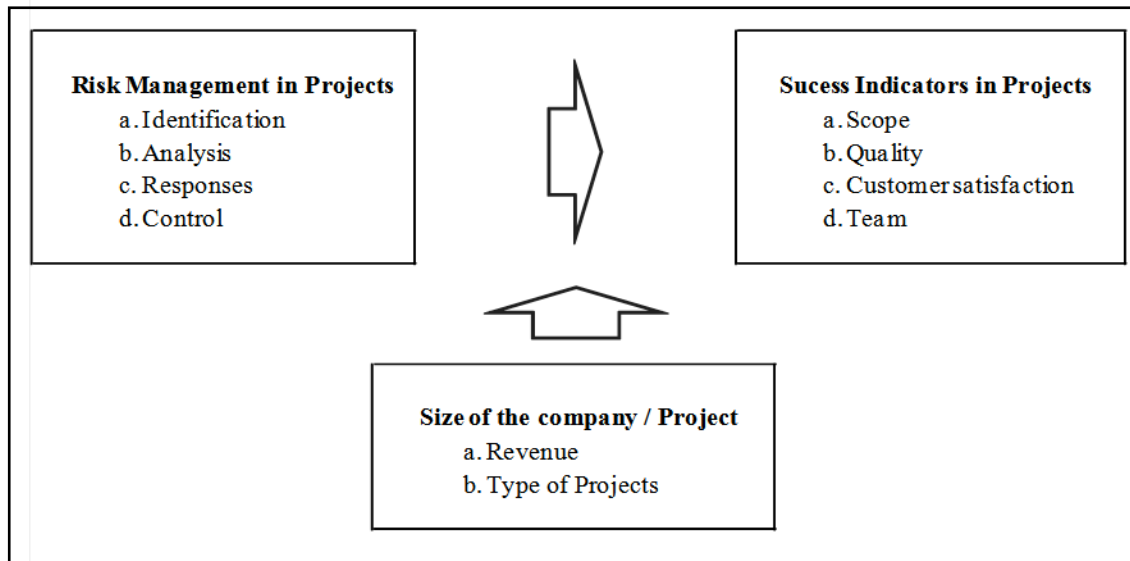 Risk Management in Projects
a. Identification
b. Analysis
c. Responses
d. Control
Sucess Indicators in Projects
a. Scope
b. Quality
c. Customer satisfaction
d. Team
Size of the company / Project
a. Revenue
b. Type of Projects